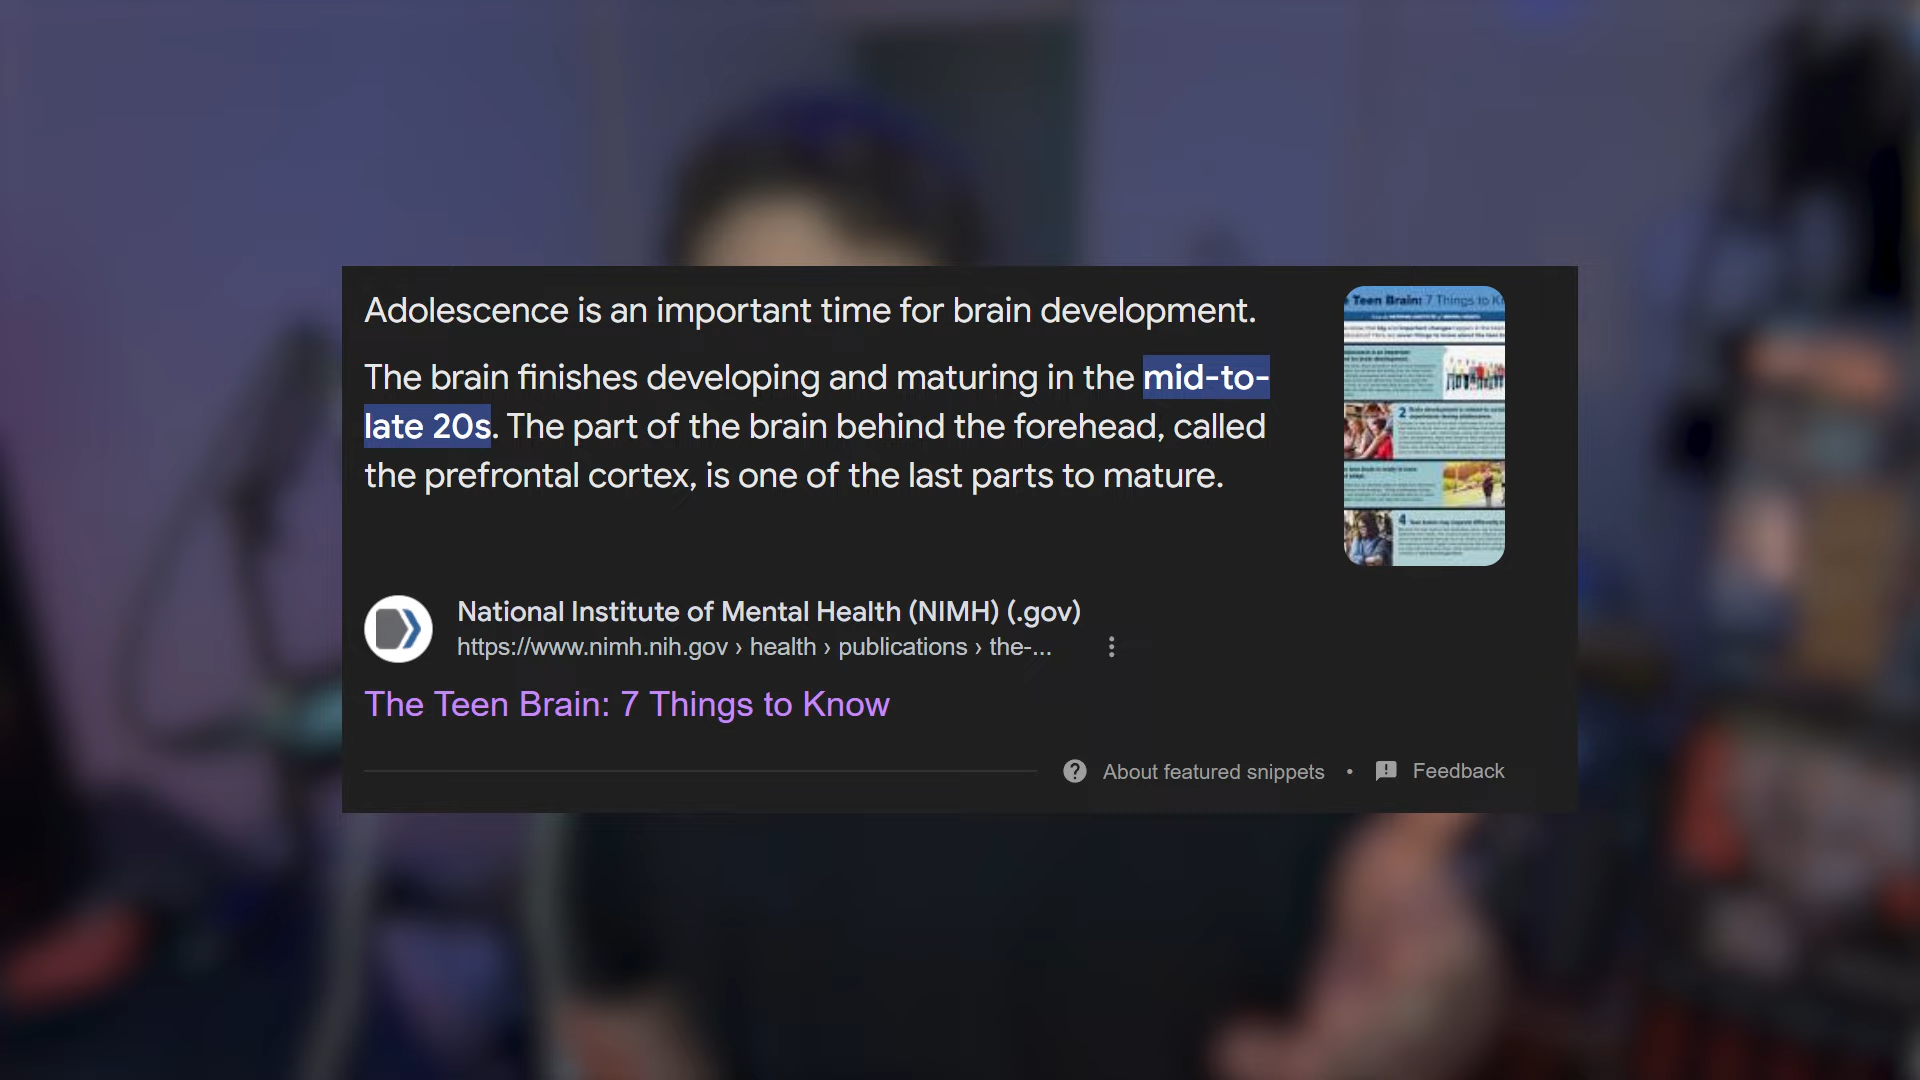 Adolescence is an important time for brain development.
The brain finishes developing and maturing in the mid-to-
late 20s. The part of the brain behind the forehead, called
the prefrontal cortex, is one of the last parts to mature.
Teen Brain: 7 Things to K
2
4
National Institute of Mental Health (NIMH) (.gov)
https://www.nimh.nih.gov › health › publications › the-...
The Teen Brain: 7 Things to Know
About featured snippets • Feedback